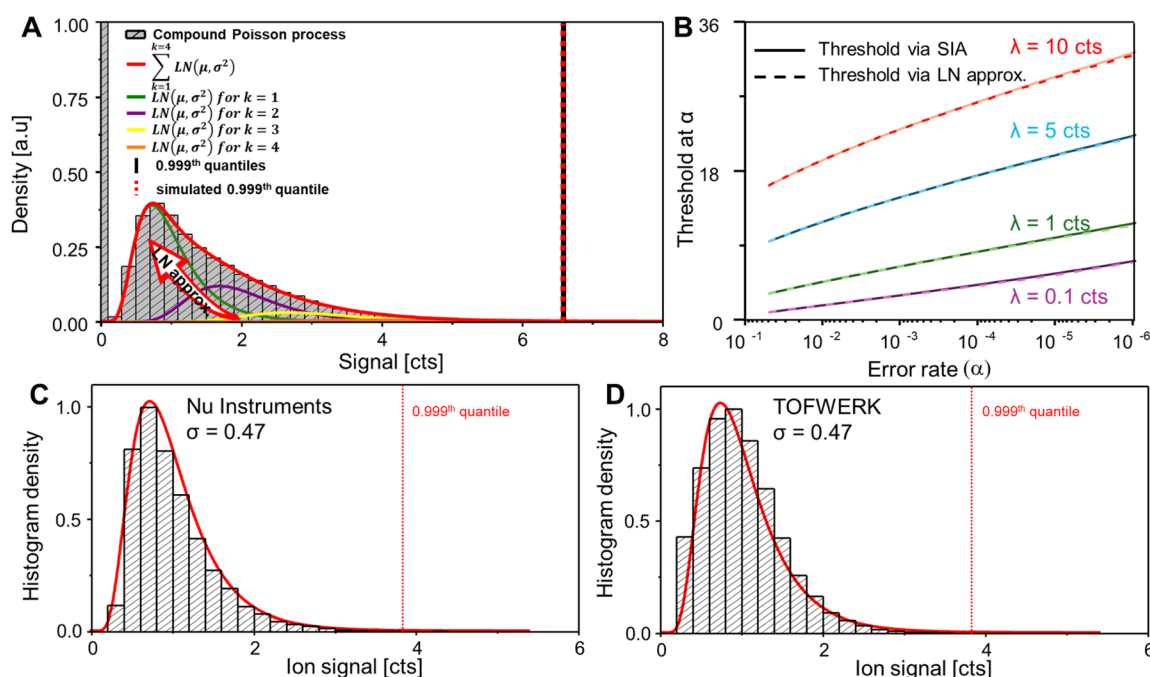 A
Compound Poisson process
k=4
∑ LN(μ, σ²)
k=1
LN(μ, σ²) for k = 1
LN(μ, σ²) for k = 2
LN(μ, σ²) for k = 3
LN(μ, σ²) for k = 4
0.999th quantiles
simulated 0.999th quantile
LN approx
Density [a.u]
1.00
0.75
0.50
0.25
0.00
0 2 4 6 8
Signal [cts]
B
Threshold via SIA
Threshold via LN approx.
λ = 10 cts
λ = 5 cts
λ = 1 cts
λ = 0.1 cts
Threshold at α
36
18
0
10⁻¹ 10⁻² 10⁻³ 10⁻⁴ 10⁻⁵ 10⁻⁶
Error rate (α)
C
Nu Instruments
σ = 0.47
0.999th quantile
Histogram density
1.0
0.5
0.0
0 2 4 6
Ion signal [cts]
D
TOFWERK
σ = 0.47
0.999th quantile
Histogram density
1.0
0.5
0.0
0 2 4 6
Ion signal [cts]